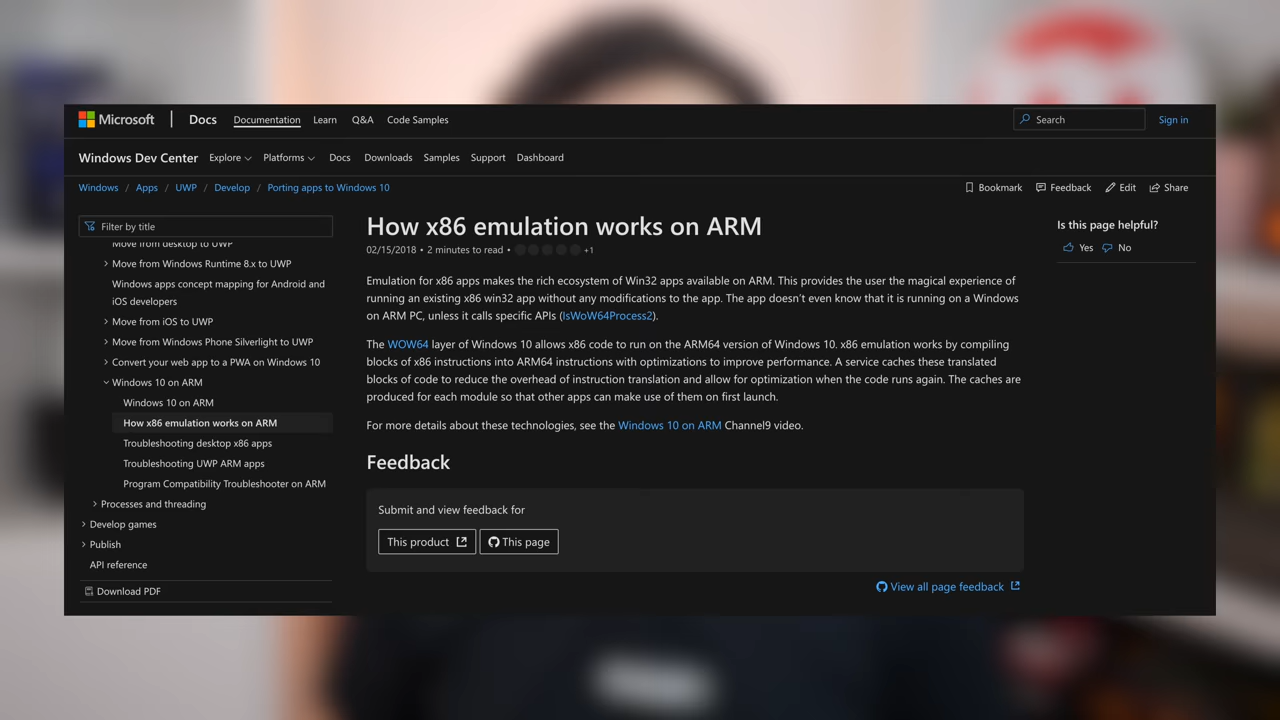 Microsoft | Docs Documentation Learn Q&A Code Samples Search Sign in
Windows Dev Center Explore Platforms Docs Downloads Samples Support Dashboard
Windows / Apps / UWP / Develop / Porting apps to Windows 10 Bookmark Feedback Edit Share
Filter by title
Move from desktop to UWP
Move from Windows Runtime 8.x to UWP
Windows apps concept mapping for Android and
iOS developers
Move from iOS to UWP
Move from Windows Phone Silverlight to UWP
Convert your web app to a PWA on Windows 10
Windows 10 on ARM
Windows 10 on ARM
How x86 emulation works on ARM
Troubleshooting desktop x86 apps
Troubleshooting UWP ARM apps
Program Compatibility Troubleshooter on ARM
Processes and threading
Develop games
Publish
API reference
Download PDF
How x86 emulation works on ARM
02/15/2018 • 2 minutes to read • +1
Emulation for x86 apps makes the rich ecosystem of Win32 apps available on ARM. This provides the user the magical experience of
running an existing x86 win32 app without any modifications to the app. The app doesn't even know that it is running on a Windows
on ARM PC, unless it calls specific APIs (IsWoW64Process2).
The WOW64 layer of Windows 10 allows x86 code to run on the ARM64 version of Windows 10. x86 emulation works by compiling
blocks of x86 instructions into ARM64 instructions with optimizations to improve performance. A service caches these translated
blocks of code to reduce the overhead of instruction translation and allow for optimization when the code runs again. The caches are
produced for each module so that other apps can make use of them on first launch.
For more details about these technologies, see the Windows 10 on ARM Channel9 video.
Feedback
Submit and view feedback for
This product This page
View all page feedback
Is this page helpful?
Yes No